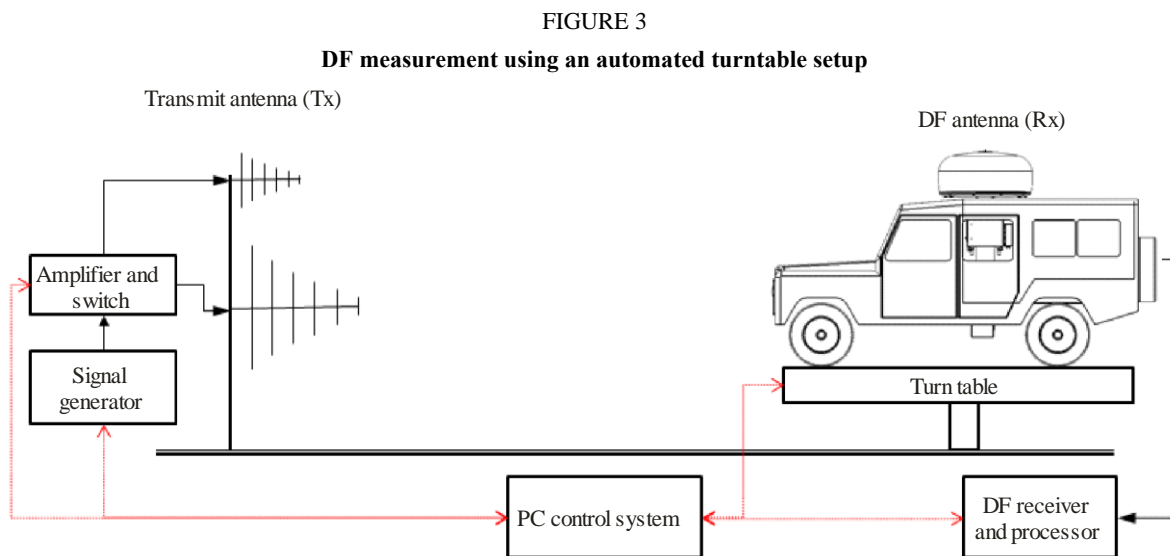 FIGURE 3
DF measurement using an automated turntable setup
Transmit antenna (Tx)
DF antenna (Rx)
Amplifier and
switch
Signal
generator
Turn table
PC control system
DF receiver
and processor